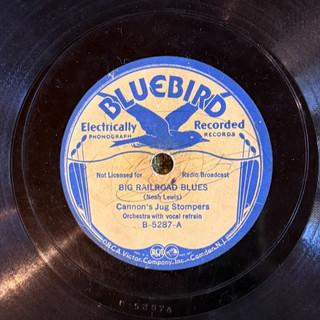 BLUEBIRD
Electrically Recorded
PHONOGRAPH RECORDS
Not Licensed for Radio Broadcast
BIG RAILROAD BLUES
(Noah Lewis)
Cannon's Jug Stompers
Orchestra with vocal refrain
B-5287-A
RCA Victor Company, Inc. Camden, N.J.